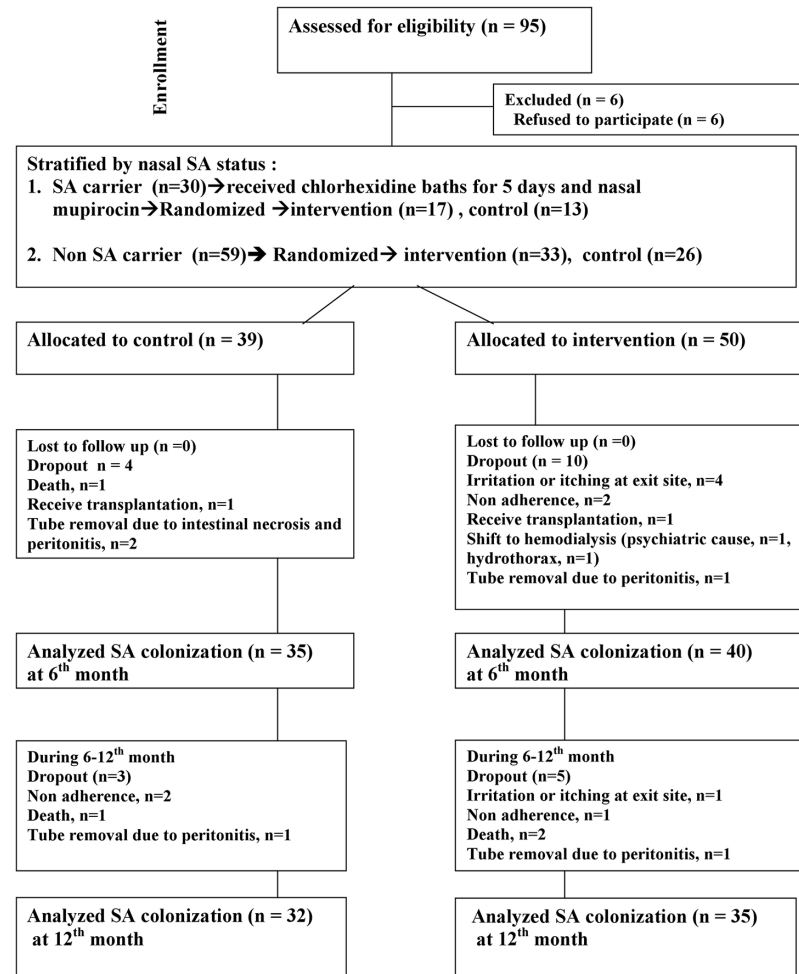 Enrollment
Assessed for eligibility (n = 95)
Excluded (n = 6)
Refused to participate (n = 6)
Stratified by nasal SA status :
1. SA carrier (n=30)→received chlorhexidine baths for 5 days and nasal
mupirocin→Randomized →intervention (n=17) , control (n=13)
2. Non SA carrier (n=59)➔ Randomized→ intervention (n=33), control (n=26)
Allocated to control (n = 39)
Lost to follow up (n =0)
Dropout n = 4
Death, n=1
Receive transplantation, n=1
Tube removal due to intestinal necrosis and
peritonitis, n=2
Analyzed SA colonization (n = 35)
at 6th month
During 6-12th month
Dropout (n=3)
Non adherence, n=2
Death, n=1
Tube removal due to peritonitis, n=1
Analyzed SA colonization (n = 32)
at 12th month
Allocated to intervention (n = 50)
Lost to follow up (n =0)
Dropout (n = 10)
Irritation or itching at exit site, n=4
Non adherence, n=2
Receive transplantation, n=1
Shift to hemodialysis (psychiatric cause, n=1,
hydrothorax, n=1)
Tube removal due to peritonitis, n=1
Analyzed SA colonization (n = 40)
at 6th month
During 6-12th month
Dropout (n=5)
Irritation or itching at exit site, n=1
Non adherence, n=1
Death, n=2
Tube removal due to peritonitis, n=1
Analyzed SA colonization (n = 35)
at 12th month